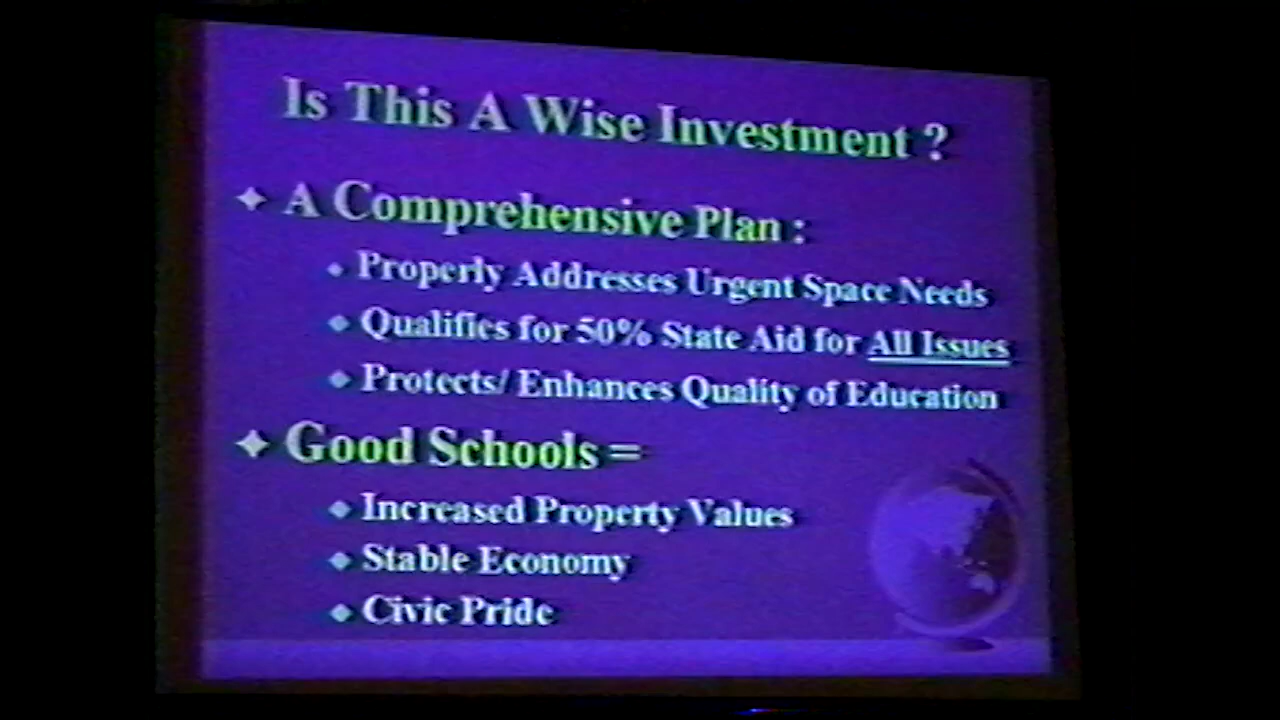 Is This A Wise Investment ?
A Comprehensive Plan :
Properly Addresses Urgent Space Needs
Qualifies for 50% State Aid for All Issues
Protects/ Enhances Quality of Education
Good Schools =
Increased Property Values
Stable Economy
Civic Pride